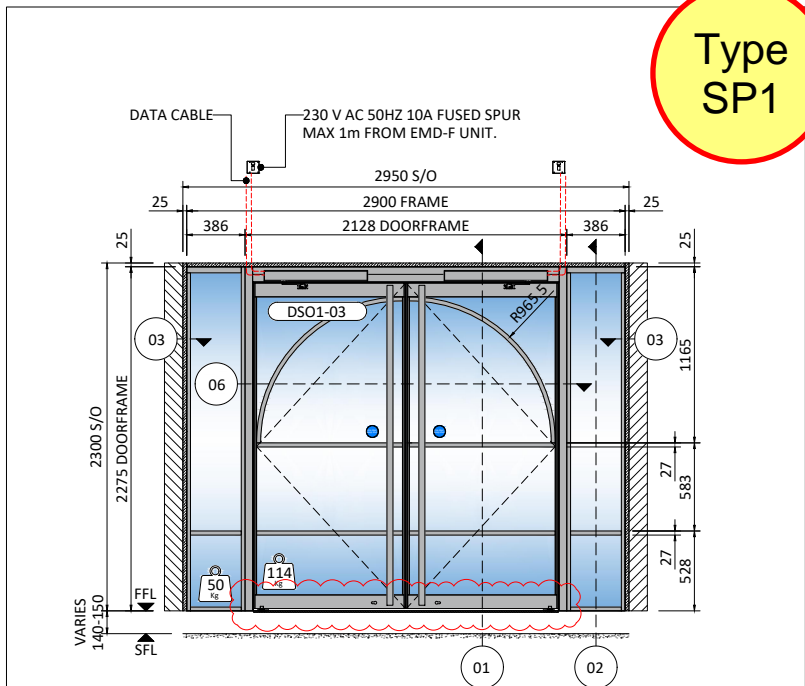 Type
SP1
DATA CABLE
230 V AC 50HZ 10A FUSED SPUR
MAX 1m FROM EMD-F UNIT.
2950 S/O
25
2900 FRAME
25
386
2128 DOORFRAME
386
25
25
DSO1-03
R965.5
03
03
06
1165
2300 S/O
2275 DOORFRAME
27
583
27
528
50
Kg
114
Kg
FFL
VARIES
140-150
SFL
01
02